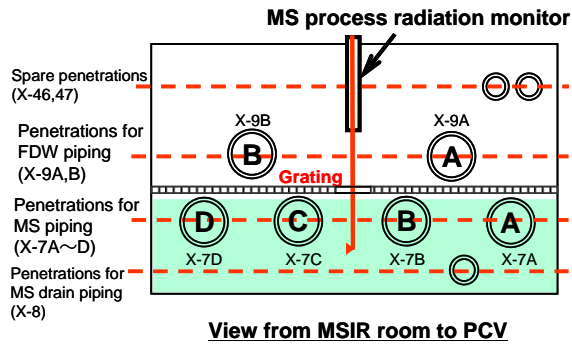 MS process radiation monitor
Spare penetrations
(X-46,47)
X-9B
X-9A
Penetrations for
FDW piping
(X-9A,B)
B
A
Grating
Penetrations for
MS piping
(X-7A～D)
D
C
B
A
X-7D
X-7C
X-7B
X-7A
Penetrations for
MS drain piping
(X-8)
View from MSIR room to PCV